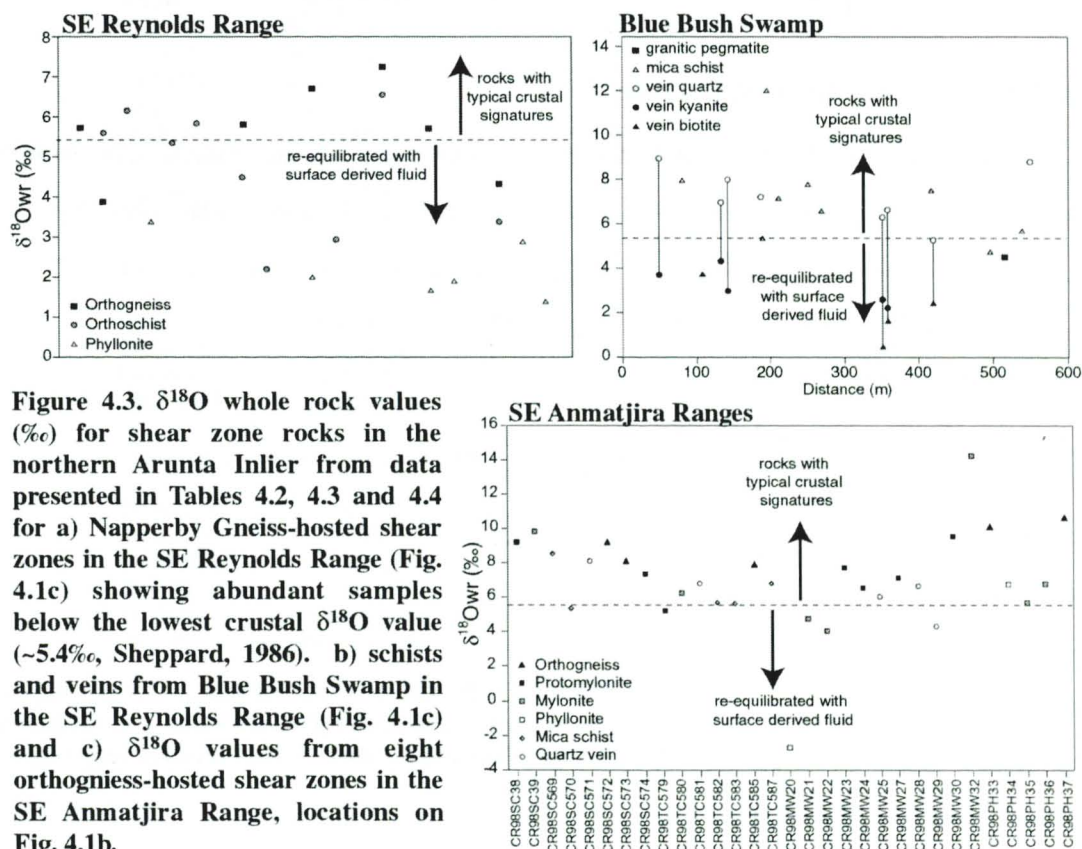 SE Reynolds Range
8
7
6
5
4
3
2
1
0
δ¹⁸Owr (‰)
rocks with
typical crustal
signatures
re-equilibrated with
surface derived fluid
Orthogneiss
Orthoschist
Phyllonite
Blue Bush Swamp
14
12
10
8
6
4
2
0
granitic pegmatite
mica schist
vein quartz
vein kyanite
vein biotite
rocks with
typical crustal
signatures
re-equilibrated
with surface
derived fluid
0 100 200 300 400 500 600
Distance (m)
Figure 4.3. δ¹⁸O whole rock values
(‰) for shear zone rocks in the
northern Arunta Inlier from data
presented in Tables 4.2, 4.3 and 4.4
for a) Napperby Gneiss-hosted shear
zones in the SE Reynolds Range (Fig.
4.1c) showing abundant samples
below the lowest crustal δ¹⁸O value
(~5.4‰, Sheppard, 1986). b) schists
and veins from Blue Bush Swamp in
the SE Reynolds Range (Fig. 4.1c)
and c) δ¹⁸O values from eight
orthogniess-hosted shear zones in the
SE Anmatjira Range, locations on
Fig. 4.1b.
SE Anmatjira Ranges
16
14
12
10
8
6
4
2
0
-2
-4
δ¹⁸Owr (‰)
rocks with
typical crustal
signatures
re-equilibrated with
surface derived fluid
Orthogneiss
Protomylonite
Mylonite
Phyllonite
Mica schist
Quartz vein
CR98SC38
CR98SC39
CR98SC569
CR98SC570
CR98SC571
CR98SC572
CR98SC573
CR98SC574
CR98TC579
CR98TC580
CR98TC581
CR98TC582
CR98TC583
CR98TC585
CR98TC587
CR98MW20
CR98MW21
CR98MW22
CR98MW23
CR98MW24
CR98MW25
CR98MW27
CR98MW28
CR98MW29
CR98MW30
CR98MW32
CR98PH33
CR98PH34
CR98PH35
CR98PH36
CR98PH37